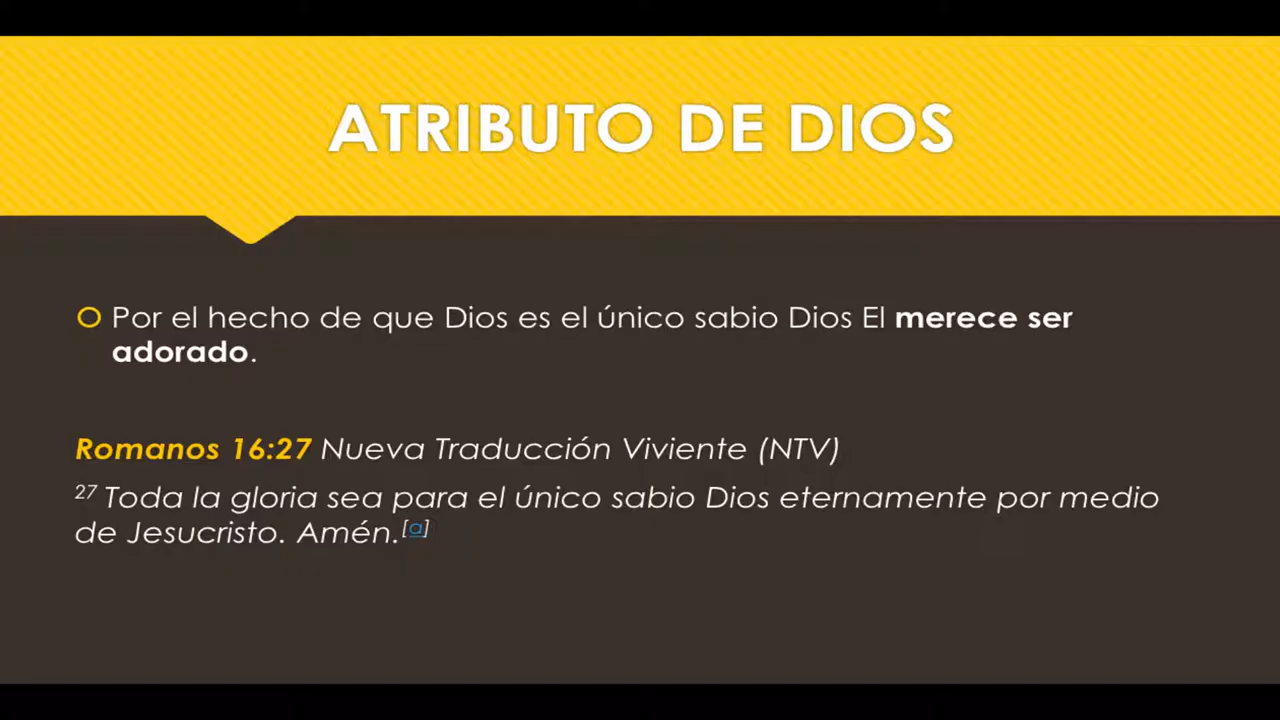 ATRIBUTO DE DIOS
O Por el hecho de que Dios es el único sabio Dios El merece ser
adorado.
Romanos 16:27 Nueva Traducción Viviente (NTV)
27 Toda la gloria sea para el único sabio Dios eternamente por medio
de Jesucristo. Amén.[a]